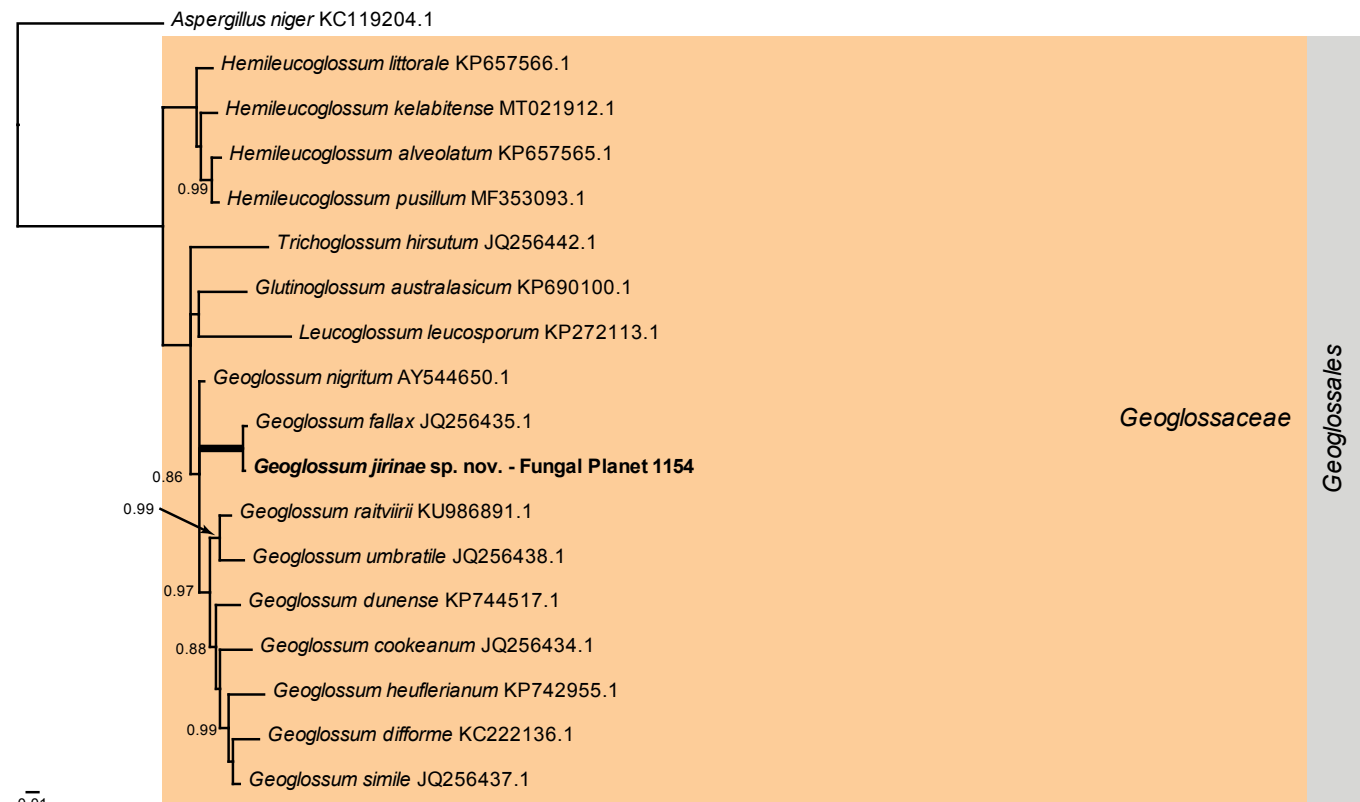 Aspergillus niger KC119204.1
Hemileucoglossum littorale KP657566.1
Hemileucoglossum kelabitense MT021912.1
Hemileucoglossum alveolatum KP657565.1
0.99
Hemileucoglossum pusillum MF353093.1
Trichoglossum hirsutum JQ256442.1
Glutinoglossum australasicum KP690100.1
Leucoglossum leucosporum KP272113.1
Geoglossum nigritum AY544650.1
Geoglossum fallax JQ256435.1
Geoglossaceae
Geoglossales
Geoglossum jirinae sp. nov. - Fungal Planet 1154
0.86
0.99
Geoglossum raitviirii KU986891.1
Geoglossum umbratile JQ256438.1
0.97
Geoglossum dunense KP744517.1
Geoglossum cookeanum JQ256434.1
0.88
Geoglossum heuflerianum KP742955.1
0.99
Geoglossum difforme KC222136.1
Geoglossum simile JQ256437.1